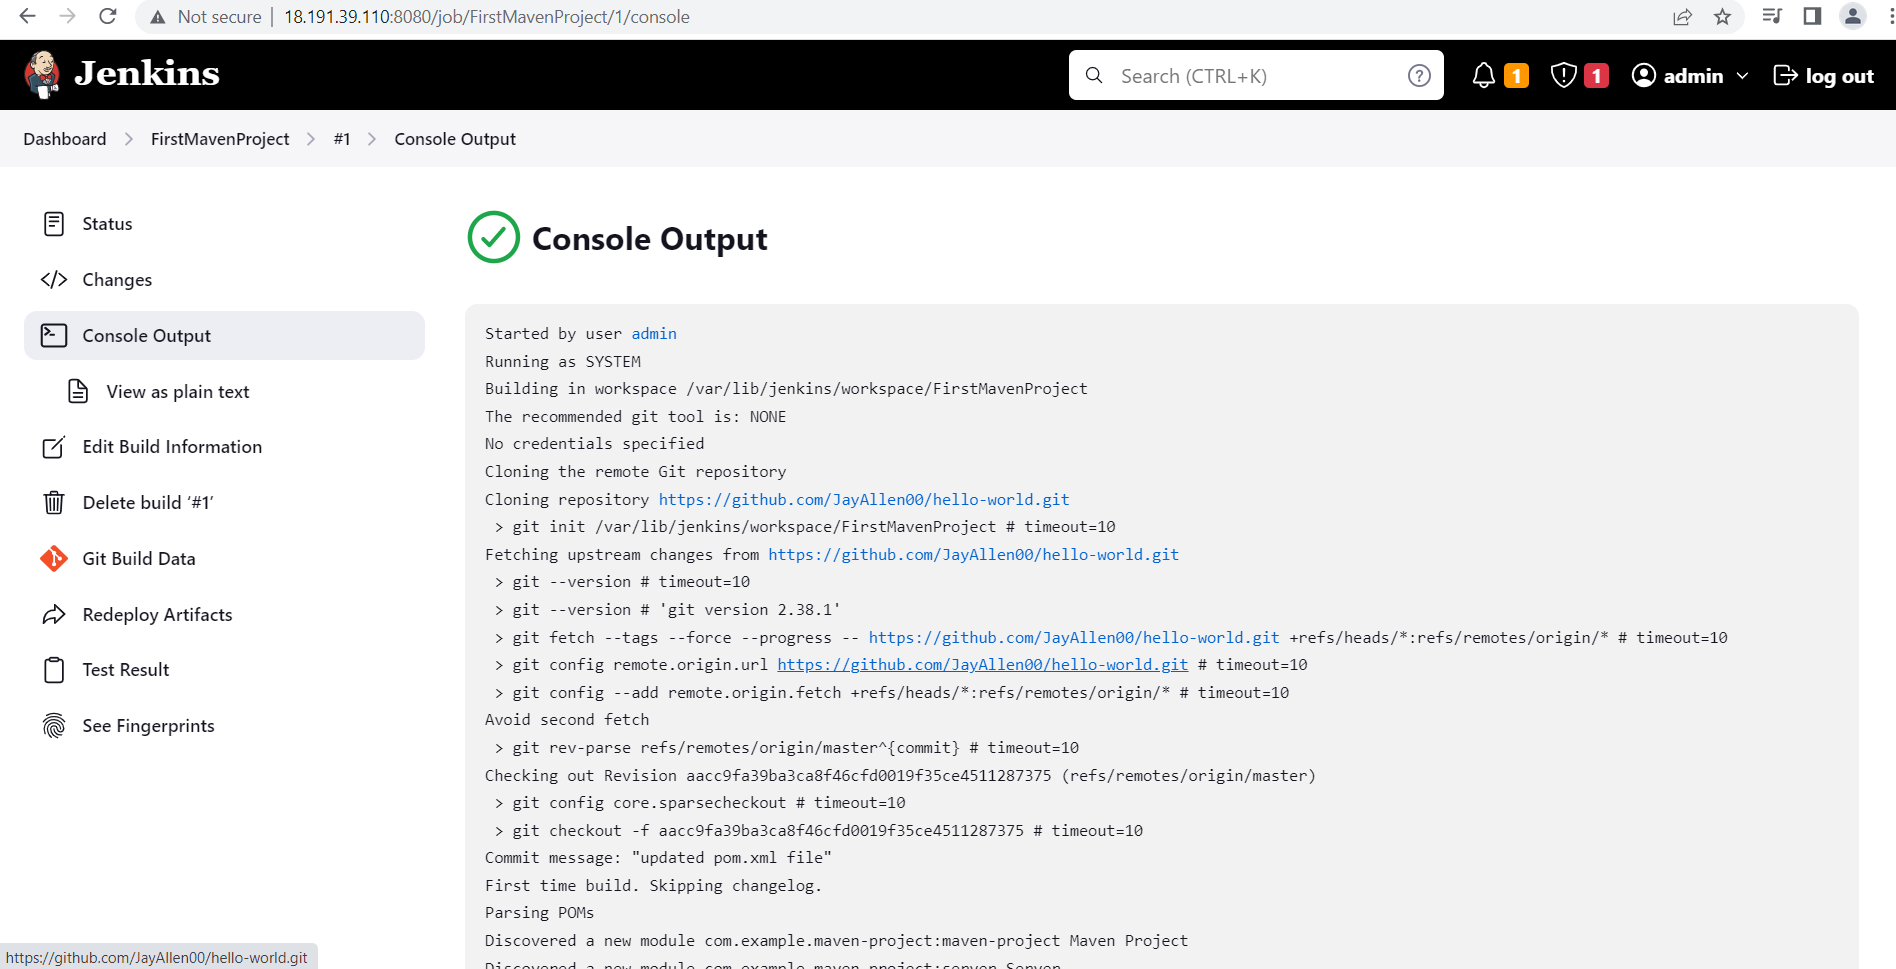 Not secure | 18.191.39.110:8080/job/FirstMavenProject/1/console
Jenkins
Search (CTRL+K)
1
1
admin
log out
Dashboard > FirstMavenProject > #1 > Console Output
Status
Changes
Console Output
View as plain text
Edit Build Information
Delete build ‘#1’
Git Build Data
Redeploy Artifacts
Test Result
See Fingerprints
Console Output
Started by user admin
Running as SYSTEM
Building in workspace /var/lib/jenkins/workspace/FirstMavenProject
The recommended git tool is: NONE
No credentials specified
Cloning the remote Git repository
Cloning repository https://github.com/JayAllen00/hello-world.git
> git init /var/lib/jenkins/workspace/FirstMavenProject # timeout=10
Fetching upstream changes from https://github.com/JayAllen00/hello-world.git
> git --version # timeout=10
> git --version # 'git version 2.38.1'
> git fetch --tags --force --progress -- https://github.com/JayAllen00/hello-world.git +refs/heads/*:refs/remotes/origin/* # timeout=10
> git config remote.origin.url https://github.com/JayAllen00/hello-world.git # timeout=10
> git config --add remote.origin.fetch +refs/heads/*:refs/remotes/origin/* # timeout=10
Avoid second fetch
> git rev-parse refs/remotes/origin/master^{commit} # timeout=10
Checking out Revision aacc9fa39ba3ca8f46cfd0019f35ce4511287375 (refs/remotes/origin/master)
> git config core.sparsecheckout # timeout=10
> git checkout -f aacc9fa39ba3ca8f46cfd0019f35ce4511287375 # timeout=10
Commit message: "updated pom.xml file"
First time build. Skipping changelog.
Parsing POMs
Discovered a new module com.example.maven-project:maven-project Maven Project
Discovered a new module com.example.maven-project:server Server
https://github.com/JayAllen00/hello-world.git